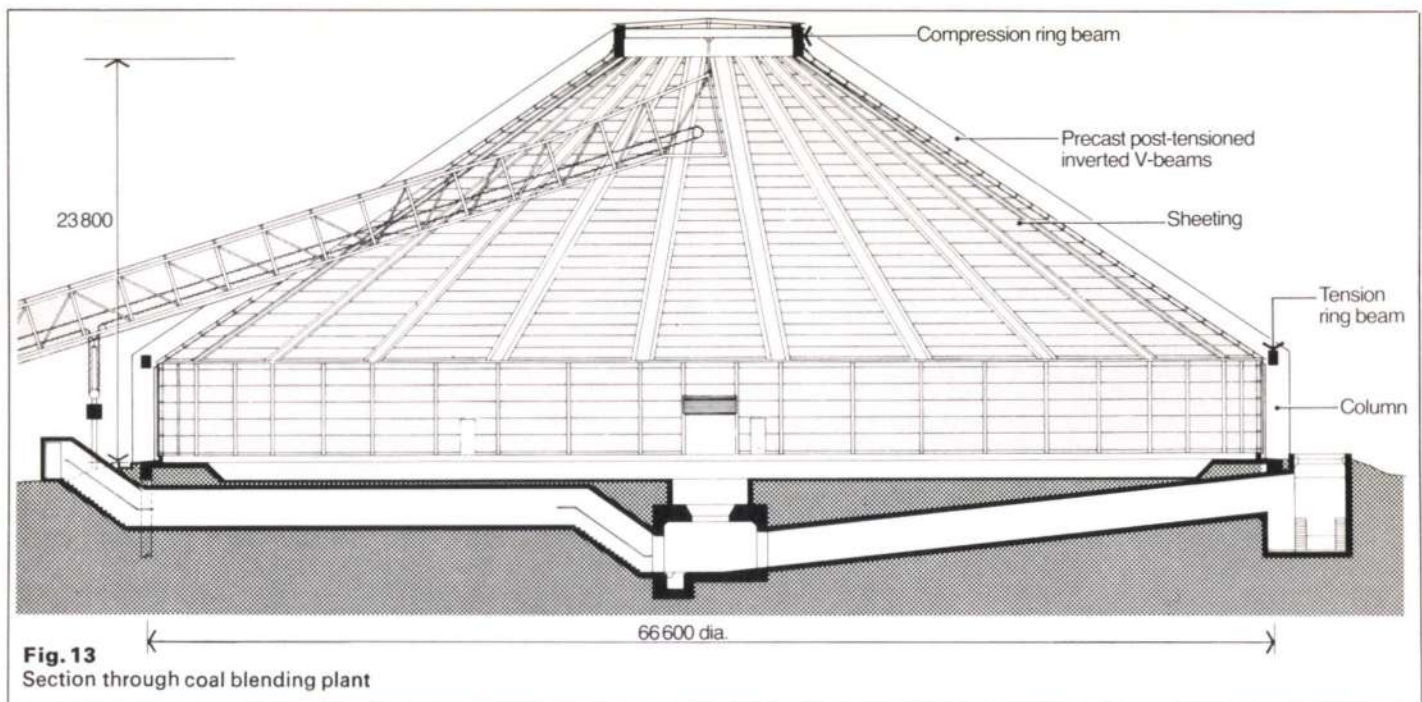 Compression ring beam
Precast post-tensioned
inverted V-beams
23 800
Sheeting
Tension
ring beam
Column
66 600 dia.
Fig. 13
Section through coal blending plant